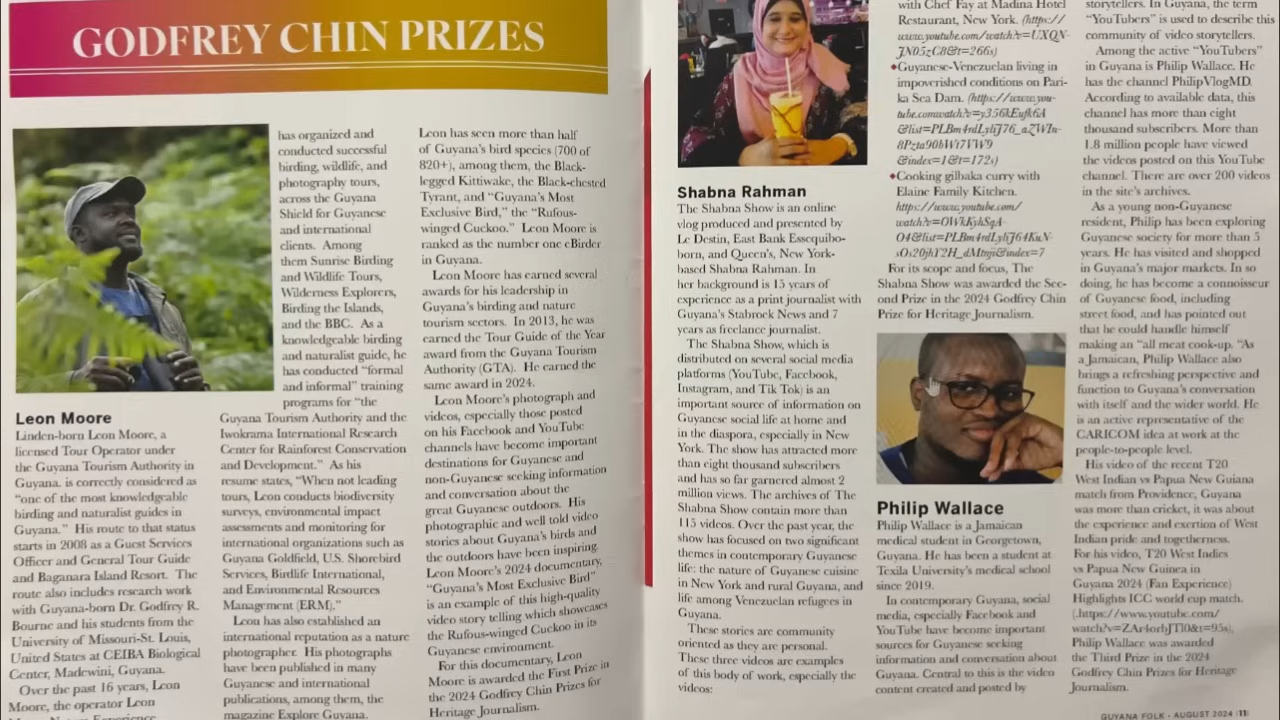 GODFREY CHIN PRIZES
Leon Moore
Linden-born Leon Moore, a
licensed Tour Operator under
the Guyana Tourism Authority in
Guyana. is correctly considered as
“one of the most knowledgeable
birding and naturalist guides in
Guyana.” His route to that status
starts in 2008 as a Guest Services
Officer and General Tour Guide
and Baganara Island Resort. The
route also includes research work
with Guyana-born Dr. Godfrey R.
Bourne and his students from the
University of Missouri-St. Louis,
United States at CEIBA Biological
Center, Madewini, Guyana.
Over the past 16 years, Leon
Moore, the operator Leon
has organized and
conducted successful
birding, wildlife, and
photography tours,
across the Guyana
Shield for Guyanese
and international
clients. Among
them Sunrise Birding
and Wildlife Tours,
Wilderness Explorers,
Birding the Islands,
and the BBC. As a
knowledgeable birding
and naturalist guide, he
has conducted “formal
and informal” training
programs for “the
Guyana Tourism Authority and the
Iwokrama International Research
Center for Rainforest Conservation
and Development.” As his
resume states, “When not leading
tours, Leon conducts biodiversity
surveys, environmental impact
assessments and monitoring for
international organizations such as
Guyana Goldfield, U.S. Shorebird
Services, Birdlife International,
and Environmental Resources
Management (ERM).”
Leon has also established an
international reputation as a nature
photographer. His photographs
have been published in many
Guyanese and international
publications, among them, the
magazine Explore Guyana.
Leon has seen more than half
of Guyana's bird species (700 of
820+), among them, the Black-
legged Kittiwake, the Black-chested
Tyrant, and “Guyana's Most
Exclusive Bird,” the “Rufous-
winged Cuckoo.” Leon Moore is
ranked as the number one eBirder
in Guyana.
Leon Moore has earned several
awards for his leadership in
Guyana's birding and nature
tourism sectors. In 2013, he was
earned the Tour Guide of the Year
award from the Guyana Tourism
Authority (GTA). He earned the
same award in 2024.
Leon Moore's photograph and
videos, especially those posted
on his Facebook and YouTube
channels have become important
destinations for Guyanese and
non-Guyanese seeking information
and conversation about the
great Guyanese outdoors. His
photographic and well told video
stories about Guyana's birds and
the outdoors have been inspiring.
Leon Moore's 2024 documentary,
“Guyana's Most Exclusive Bird”
is an example of this high-quality
video story telling which showcases
the Rufous-winged Cuckoo in its
Guyanese environment.
For this documentary, Leon
Moore is awarded the First Prize in
the 2024 Godfrey Chin Prizes for
Heritage Journalism.
Shabna Rahman
The Shabna Show is an online
vlog produced and presented by
Le Destin, East Bank Essequibo-
born, and Queen's, New York-
based Shabna Rahman. In
her background is 15 years of
experience as a print journalist with
Guyana's Stabroek News and 7
years as freelance journalist.
The Shabna Show, which is
distributed on several social media
platforms (YouTube, Facebook,
Instagram, and Tik Tok) is an
important source of information on
Guyanese social life at home and
in the diaspora, especially in New
York. The show has attracted more
than eight thousand subscribers
and has so far garnered almost 2
million views. The archives of The
Shabna Show contain more than
115 videos. Over the past year, the
show has focused on two significant
themes in contemporary Guyanese
life: the nature of Guyanese cuisine
in New York and rural Guyana, and
life among Venezuelan refugees in
Guyana.
These stories are community
oriented as they are personal.
These three videos are examples
of this body of work, especially the
videos:
with Chef Fay at Madina Hotel
Restaurant, New York. (https://
www.youtube.com/watch?v=UXQN-
JN05zC8&t=266s)
♦Guyanese-Venezuelan living in
impoverished conditions on Pari-
ka Sea Dam. (https://www.you-
tube.comwatch?v=y356kEufk6A
&list=PLBm4rdLyliJ76_aZWIn-
8Pzta90bWt7VW9
&index=1&t=172s)
♦Cooking gilbaka curry with
Elaine Family Kitchen.
https://www.youtube.com/
watch?v=OWkKyhSqA-
O4&list=PLBm4rdLyliJ64KuN-
sOs20jhY2H_dMtnji&index=7
For its scope and focus, The
Shabna Show was awarded the Sec-
ond Prize in the 2024 Godfrey Chin
Prize for Heritage Journalism.
Philip Wallace
Philip Wallace is a Jamaican
medical student in Georgetown,
Guyana. He has been a student at
Texila University's medical school
since 2019.
In contemporary Guyana, social
media, especially Facebook and
YouTube have become important
sources for Guyanese seeking
information and conversation about
Guyana. Central to this is the video
content created and posted by
storytellers. In Guyana, the term
“YouTubers” is used to describe this
community of video storytellers.
Among the active “YouTubers”
in Guyana is Philip Wallace. He
has the channel PhilipVlogMD.
According to available data, this
channel has more than eight
thousand subscribers. More than
1.8 million people have viewed
the videos posted on this YouTube
channel. There are over 200 videos
in the site's archives.
As a young non-Guyanese
resident, Philip has been exploring
Guyanese society for more than 5
years. He has visited and shopped
in Guyana's major markets. In so
doing, he has become a connoisseur
of Guyanese food, including
street food, and has pointed out
that he could handle himself
making an “all meat cook-up. “As
a Jamaican, Philip Wallace also
brings a refreshing perspective and
function to Guyana's conversation
with itself and the wider world. He
is an active representative of the
CARICOM idea at work at the
people-to-people level.
His video of the recent T20
West Indian vs Papua New Guiana
match from Providence, Guyana
was more than cricket, it was about
the experience and exertion of West
Indian pride and togetherness.
For his video, T20 West Indies
vs Papua New Guinea in
Guyana 2024 (Fan Experience)
Highlights ICC world cup match.
(.https://www.youtube.com/
watch?v=ZAr4orbjTTl0&t=95s),
Philip Wallace was awarded
the Third Prize in the 2024
Godfrey Chin Prizes for Heritage
Journalism.
GUYANA FOLK - AUGUST 2024 |11|